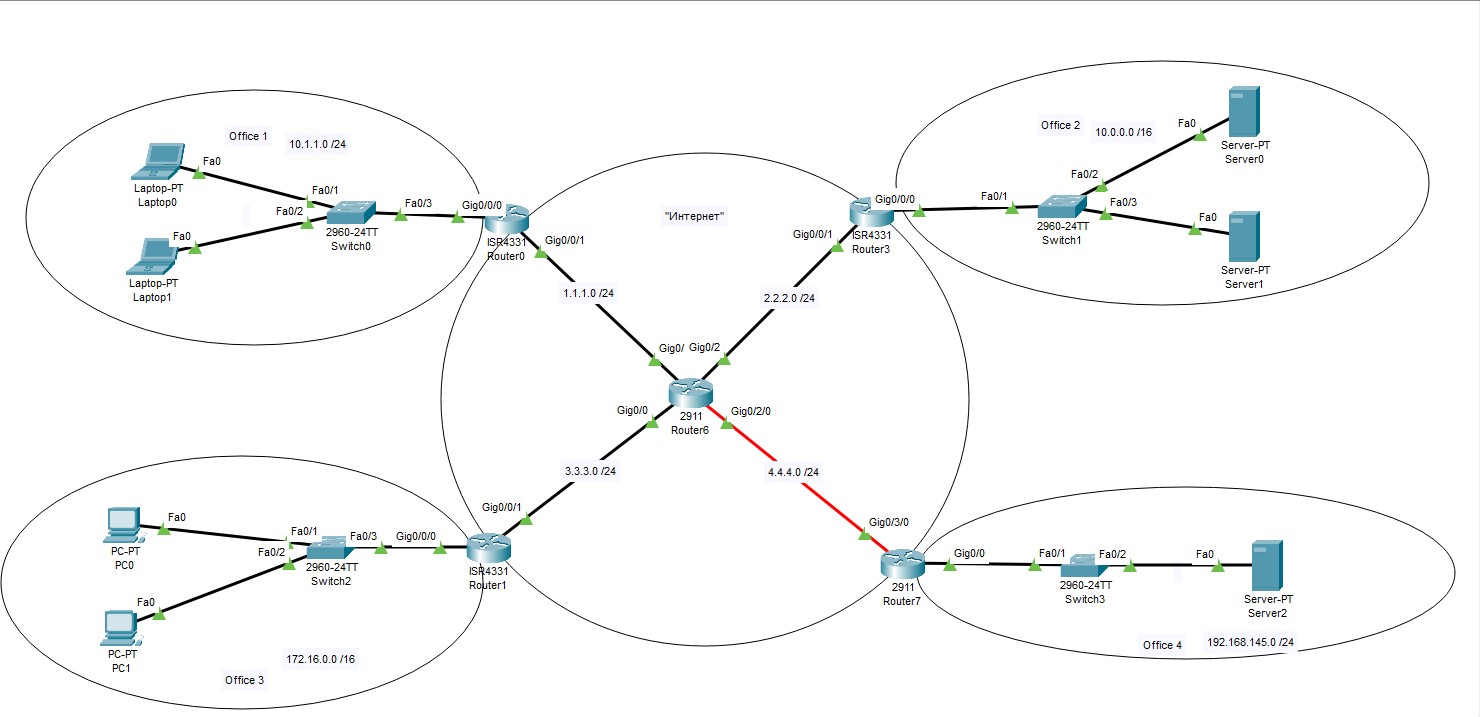 Office 1
10.1.1.0 /24
Fa0
Laptop-PT
Laptop0
Fa0/1
Fa0/2
Fa0/3
Gig0/0/0
2960-24TT
Switch0
Fa0
Laptop-PT
Laptop1
ISR4331
Router0
Gig0/0/1
"Интернет"
1.1.1.0 /24
2.2.2.0 /24
Gig0/0/1
Gig0/0/0
ISR4331
Router3
Office 2
10.0.0.0 /16
Fa0
Server-PT
Server0
Fa0/2
Fa0/1
Fa0/3
2960-24TT
Switch1
Fa0
Server-PT
Server1
Gig0/
Gig0/2
Gig0/0
Gig0/2/0
2911
Router6
3.3.3.0 /24
4.4.4.0 /24
Gig0/0/1
Gig0/3/0
Fa0
PC-PT
PC0
Fa0/1
Fa0/2
Fa0/3
Gig0/0/0
2960-24TT
Switch2
ISR4331
Router1
Fa0
PC-PT
PC1
172.16.0.0 /16
Office 3
2911
Router7
Gig0/0
Fa0/1
Fa0/2
Fa0
2960-24TT
Switch3
Server-PT
Server2
Office 4
192.168.145.0 /24